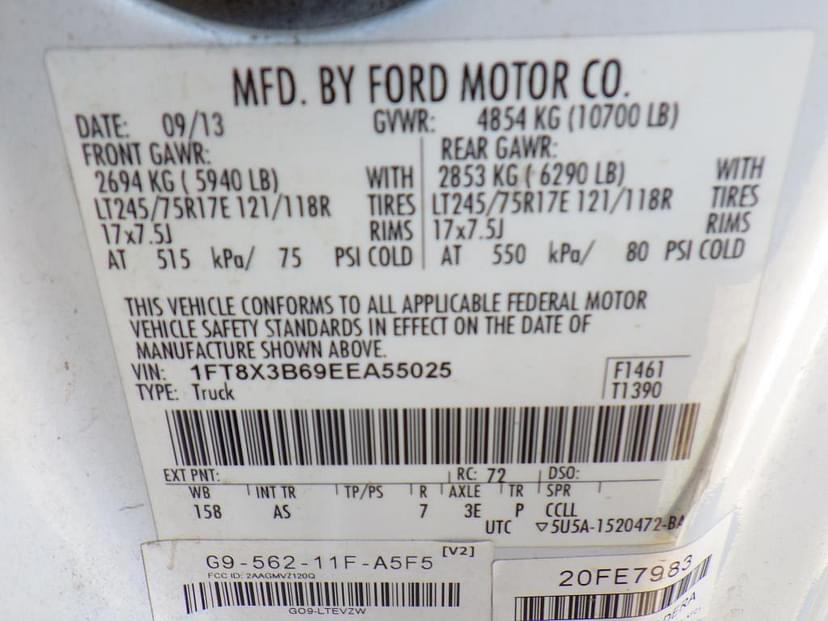 MFD. BY FORD MOTOR CO.
DATE: 09/13 GVWR: 4854 KG (10700 LB)
FRONT GAWR: REAR GAWR:
2694 KG ( 5940 LB) WITH 2853 KG ( 6290 LB) WITH
LT245/75R17E 121/118R TIRES LT245/75R17E 121/118R TIRES
17x7.5J RIMS 17x7.5J RIMS
AT 515 kPa/ 75 PSI COLD AT 550 kPa/ 80 PSI COLD
THIS VEHICLE CONFORMS TO ALL APPLICABLE FEDERAL MOTOR
VEHICLE SAFETY STANDARDS IN EFFECT ON THE DATE OF
MANUFACTURE SHOWN ABOVE.
VIN: 1FT8X3B69EEA55025 F1461
TYPE: Truck T1390
EXT PNT: RC: 72 DSO:
WB INT TR TP/PS R AXLE TR SPR
158 AS 7 3E P CCLL
UTC ▽5U5A-1520472-BA
G9-562-11F-A5F5 [V2]
FCC ID: 2AAGMVZ120Q
GO9-LTEVZW
20FE7983